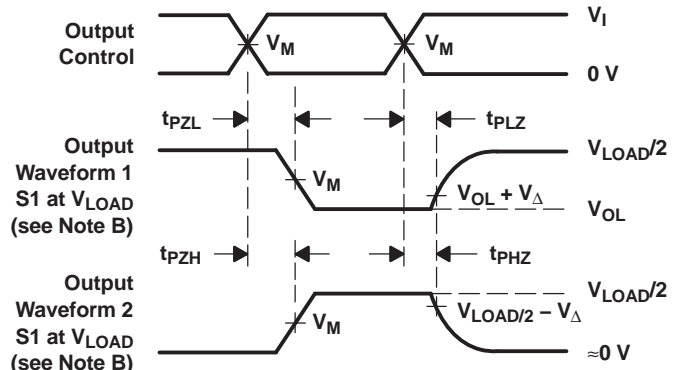 Output
Control
V_M
V_M
V_I
0 V
t_PZL
t_PLZ
Output
Waveform 1
S1 at V_LOAD
(see Note B)
V_M
V_LOAD/2
V_OL + V_Δ
V_OL
t_PZH
t_PHZ
Output
Waveform 2
S1 at V_LOAD
(see Note B)
V_M
V_LOAD/2
V_LOAD/2 – V_Δ
≈0 V